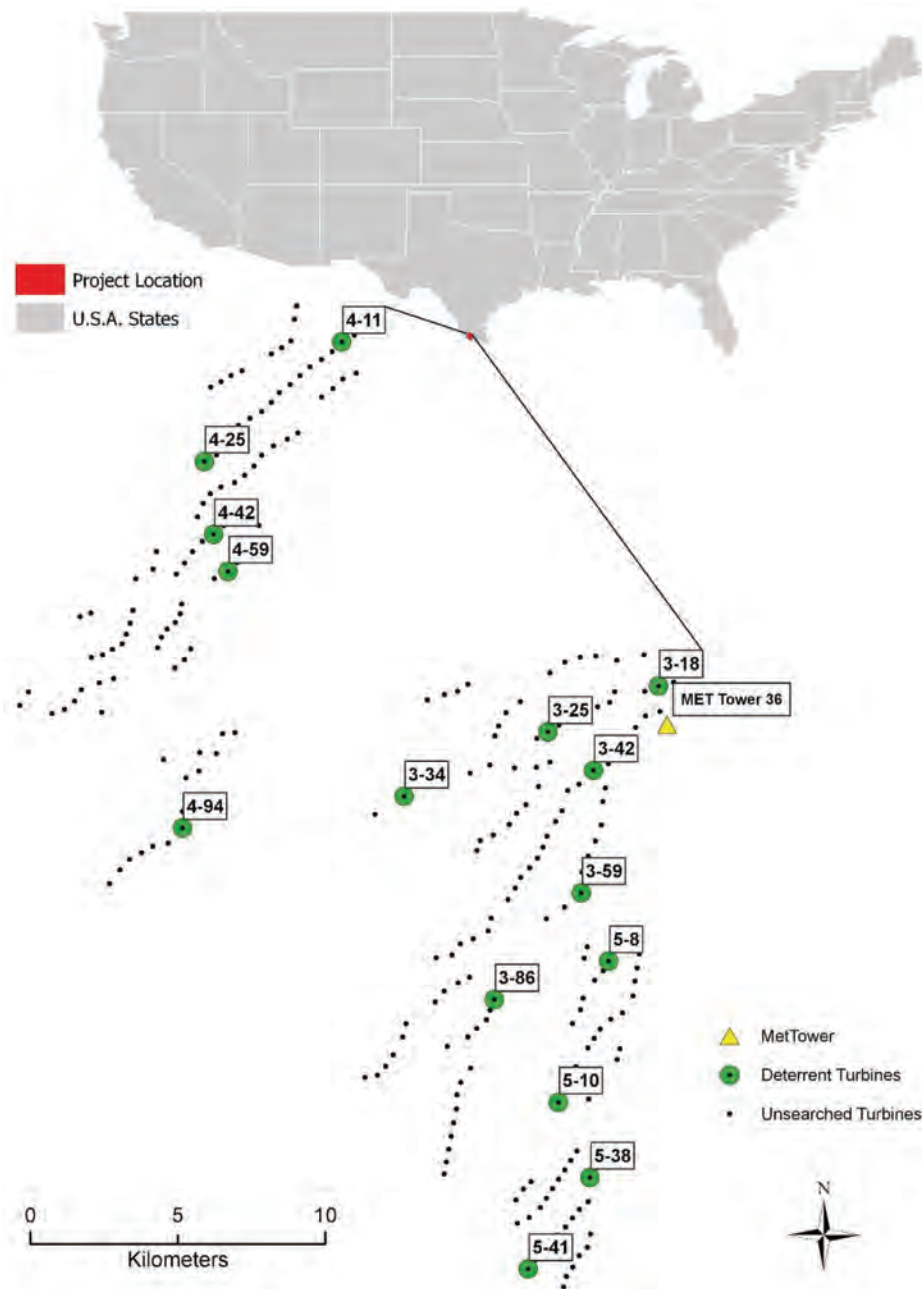 Project Location
U.S.A. States
4-11
4-25
4-42
4-59
3-18
MET Tower 36
3-25
3-42
3-34
4-94
3-59
5-8
3-86
MetTower
Deterrent Turbines
5-10
Unsearched Turbines
5-38
N
0 5 10
5-41
Kilometers